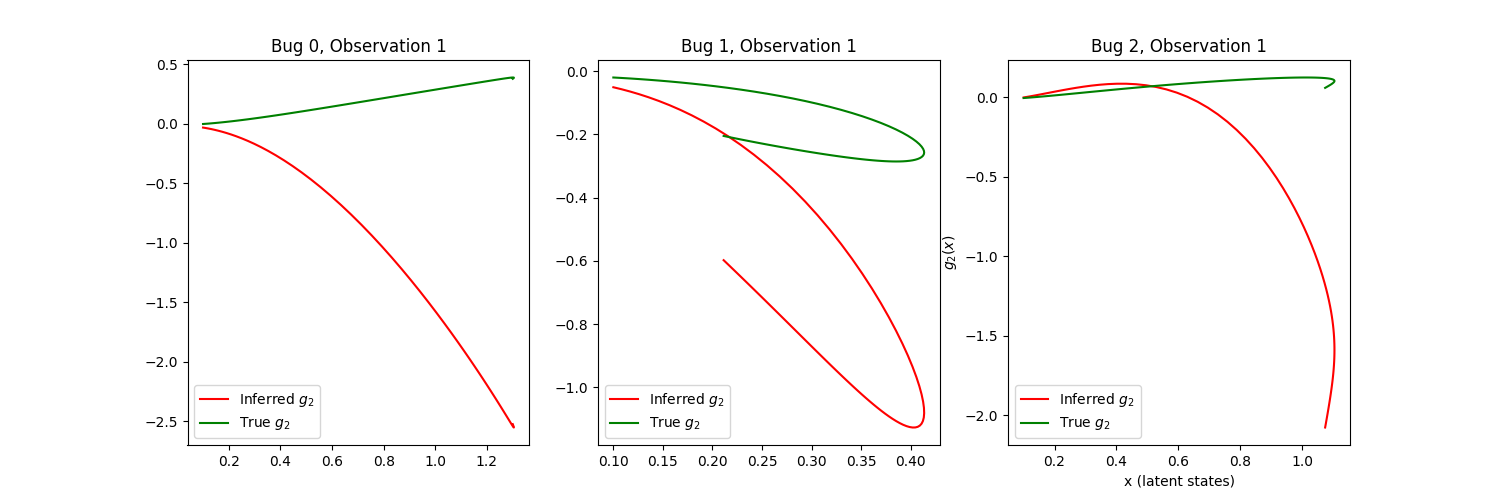 Bug 0, Observation 1
0.5
0.0
−0.5
−1.0
−1.5
−2.0
−2.5
0.2 0.4 0.6 0.8 1.0 1.2
Inferred g₂
True g₂
Bug 1, Observation 1
0.0
−0.2
−0.4
−0.6
−0.8
−1.0
0.10 0.15 0.20 0.25 0.30 0.35 0.40
Inferred g₂
True g₂
Bug 2, Observation 1
g₂(x)
0.0
−0.5
−1.0
−1.5
−2.0
0.2 0.4 0.6 0.8 1.0
x (latent states)
Inferred g₂
True g₂